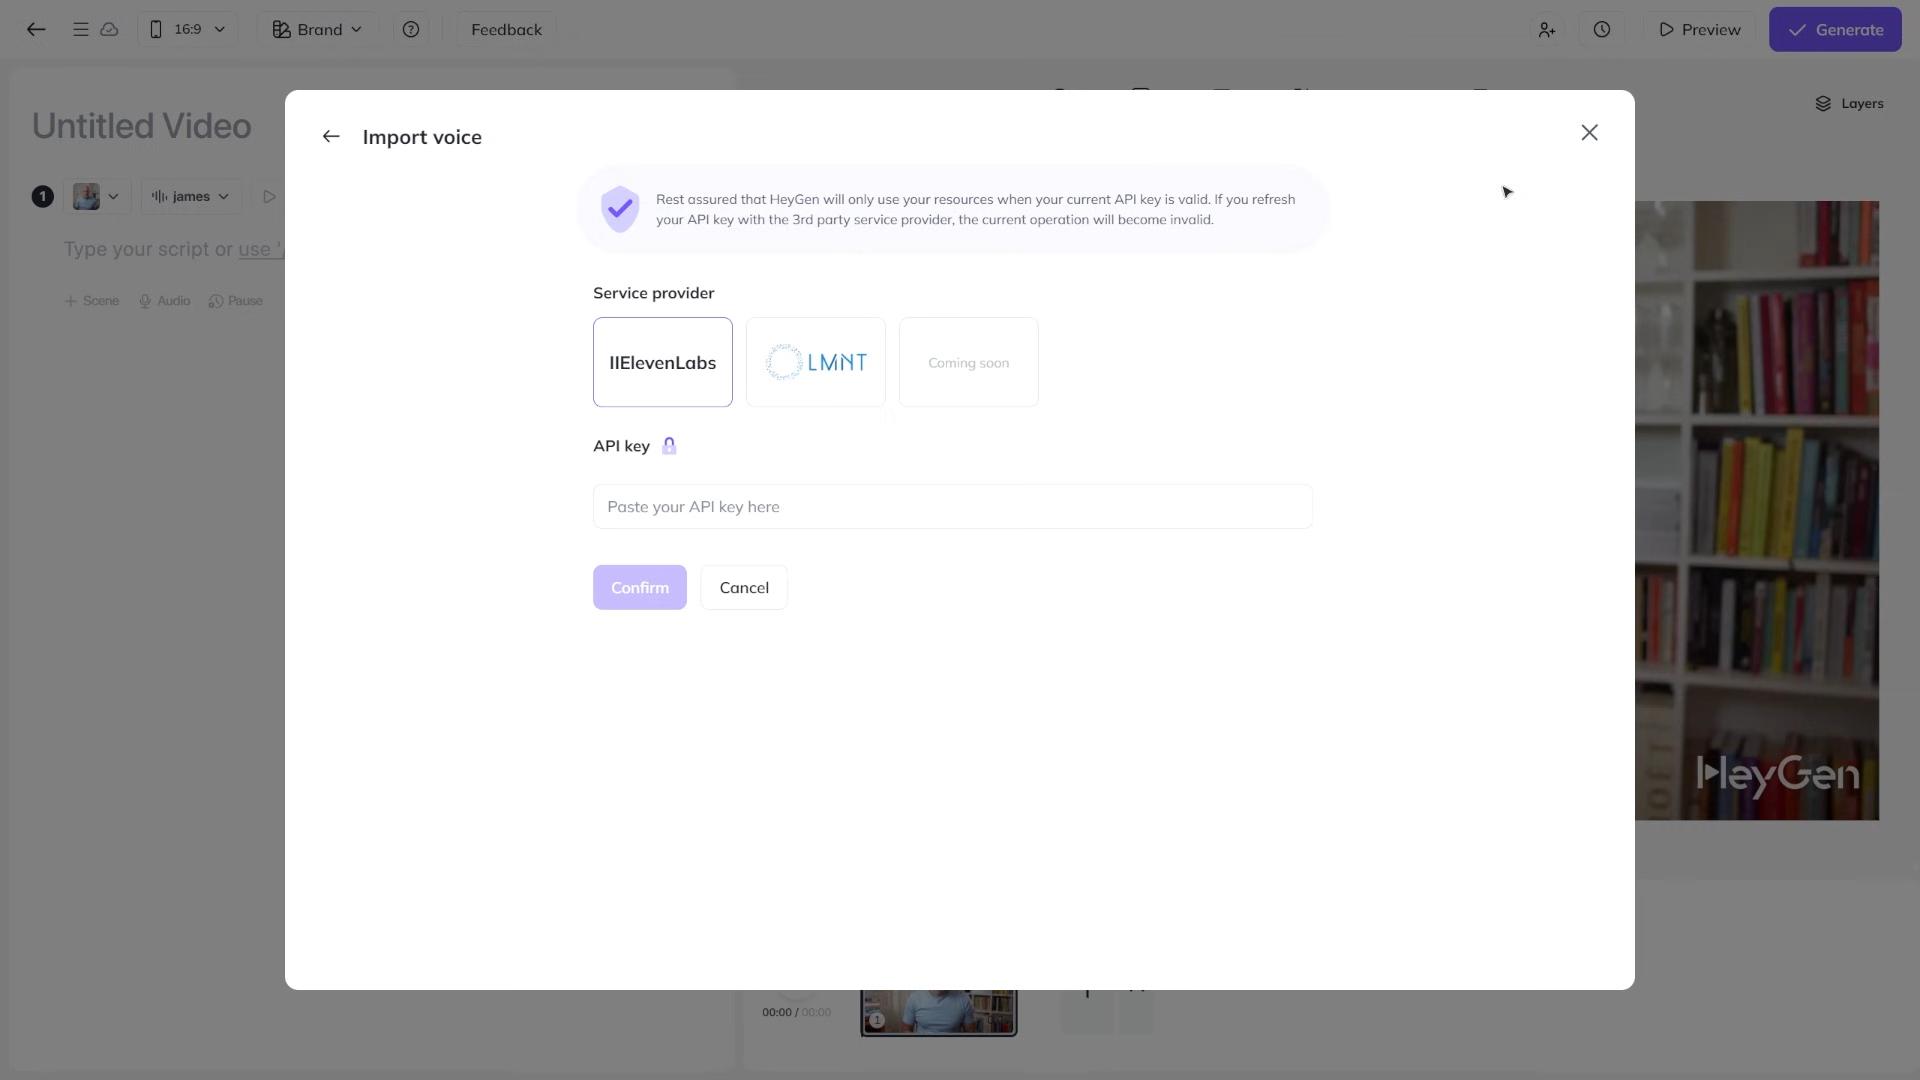 16:9
Brand
Feedback
Preview
Generate
Untitled Video
Layers
Import voice
1
james
Rest assured that HeyGen will only use your resources when your current API key is valid. If you refresh
your API key with the 3rd party service provider, the current operation will become invalid.
Type your script or use '/
Scene
Audio
Pause
Service provider
IIElevenLabs
LMNT
Coming soon
API key
Paste your API key here
Confirm
Cancel
HeyGen
00:00 / 00:00
1